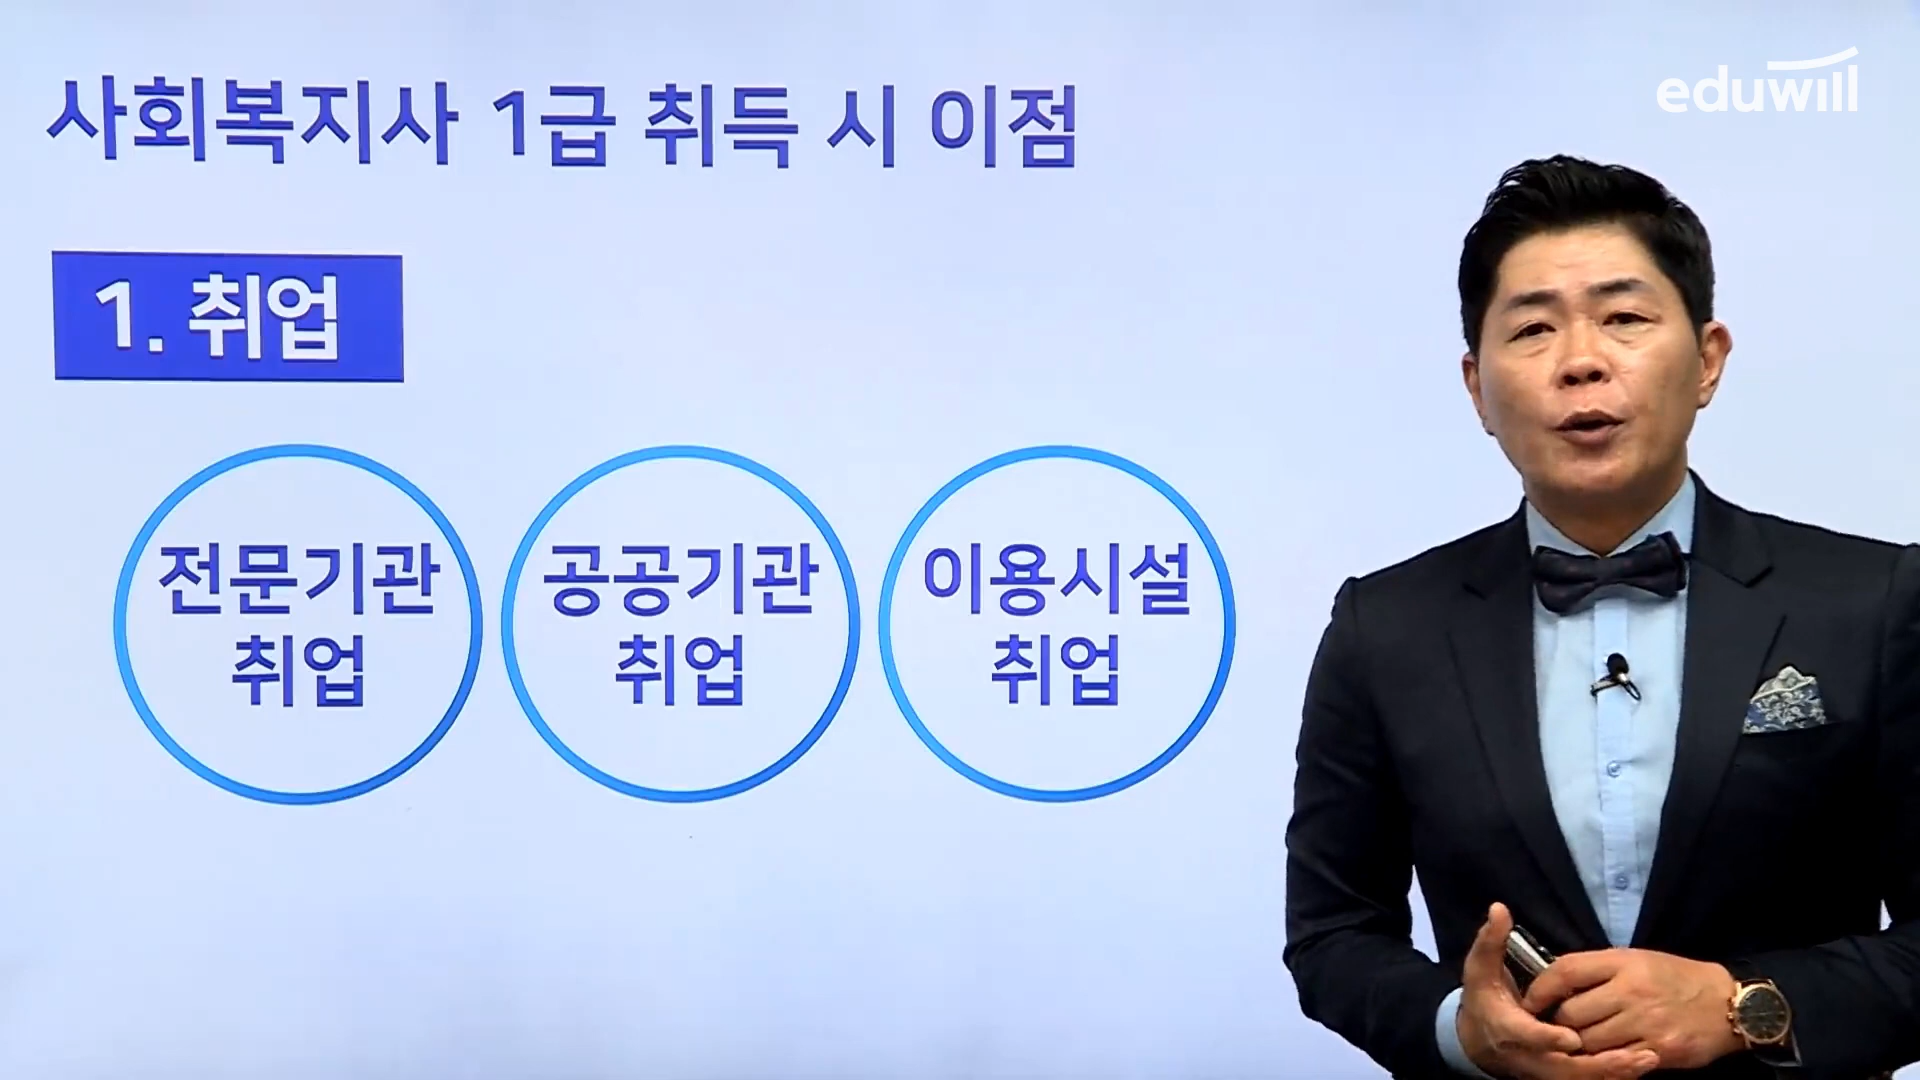 사회복지사 1급 취득 시 이점
eduwill
1. 취업
전문기관
취업
공공기관
취업
이용시설
취업